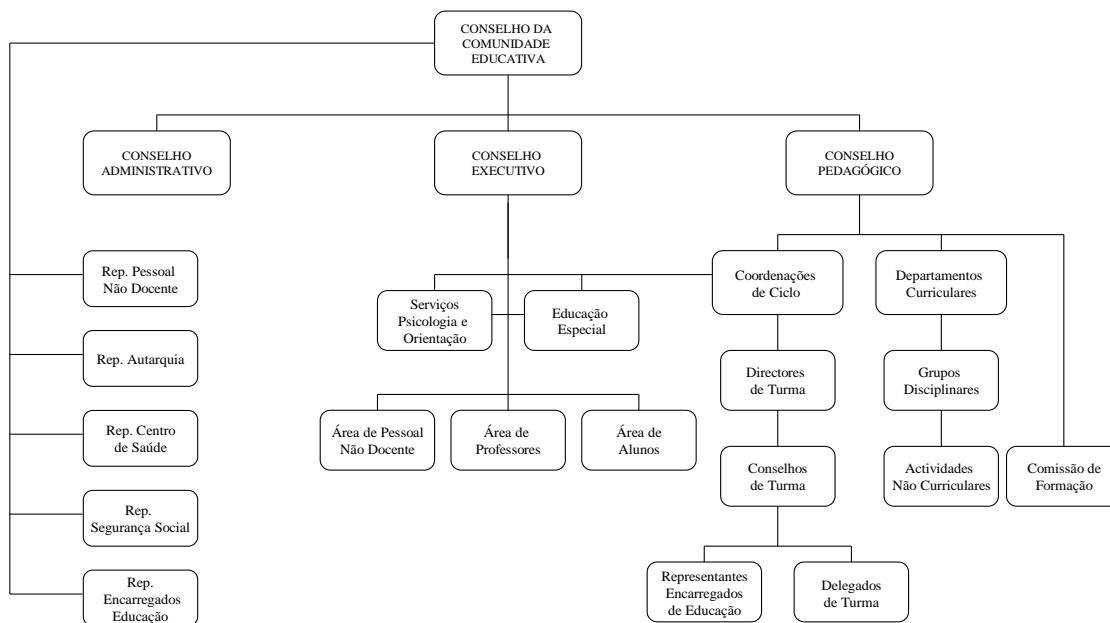 CONSELHO DA
COMUNIDADE
EDUCATIVA
CONSELHO
ADMINISTRATIVO
CONSELHO
EXECUTIVO
CONSELHO
PEDAGÓGICO
Rep. Pessoal
Não Docente
Coordenações
de Ciclo
Departamentos
Curriculares
Serviços
Psicologia e
Orientação
Educação
Especial
Rep. Autarquia
Directores
de Turma
Grupos
Disciplinares
Rep. Centro
de Saúde
Área de Pessoal
Não Docente
Área de
Professores
Área de
Alunos
Conselhos
de Turma
Actividades
Não Curriculares
Comissão de
Formação
Rep.
Segurança Social
Rep.
Encarregados
Educação
Representantes
Encarregados
de Educação
Delegados
de Turma